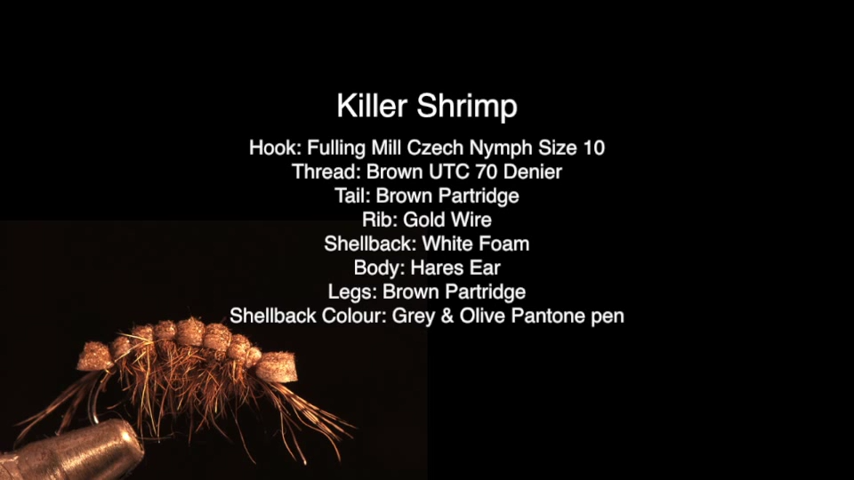 Killer Shrimp
Hook: Fulling Mill Czech Nymph Size 10
Thread: Brown UTC 70 Denier
Tail: Brown Partridge
Rib: Gold Wire
Shellback: White Foam
Body: Hares Ear
Legs: Brown Partridge
Shellback Colour: Grey & Olive Pantone pen